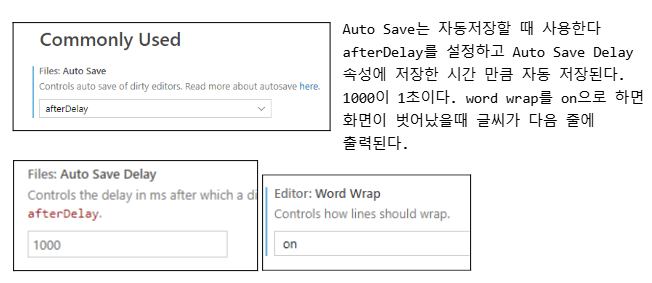 Commonly Used
Files: Auto Save
Controls auto save of dirty editors. Read more about autosave here.
afterDelay
Auto Save는 자동저장할 때 사용한다
afterDelay를 설정하고 Auto Save Delay
속성에 저장한 시간 만큼 자동 저장된다.
1000이 1초이다. word wrap를 on으로 하면
화면이 벗어났을때 글씨가 다음 줄에
출력된다.
Files: Auto Save Delay
Controls the delay in ms after which a di
afterDelay.
1000
Editor: Word Wrap
Controls how lines should wrap.
on